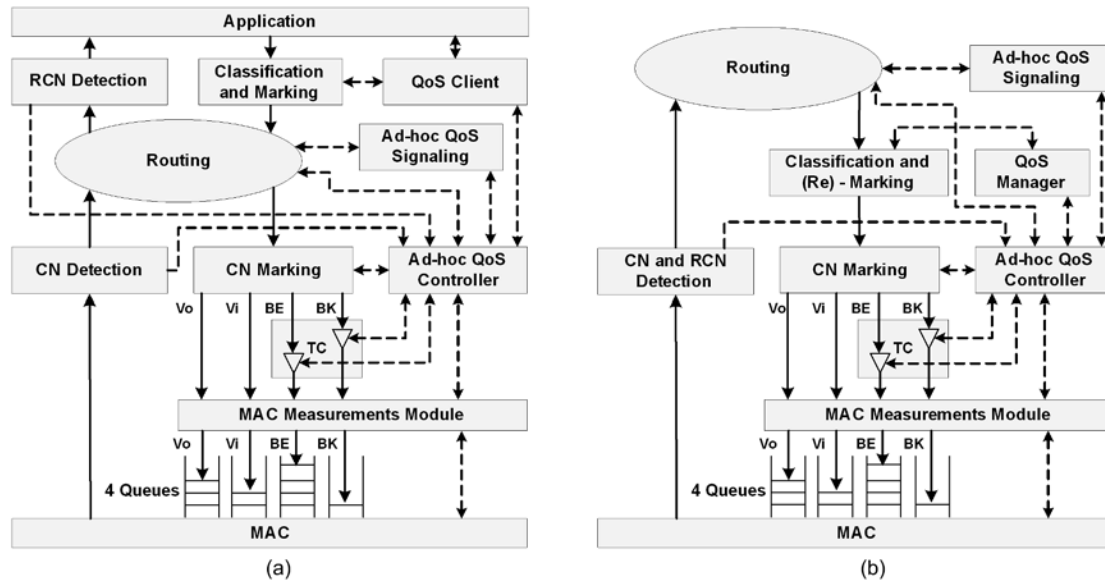 Application
RCN Detection
Classification
and Marking
QoS Client
Routing
Ad-hoc QoS
Signaling
CN Detection
CN Marking
Ad-hoc QoS
Controller
Vo
Vi
BE
BK
TC
MAC Measurements Module
Vo
Vi
BE
BK
4 Queues
MAC
(a)
Routing
Ad-hoc QoS
Signaling
Classification and
(Re) - Marking
QoS
Manager
CN and RCN
Detection
CN Marking
Ad-hoc QoS
Controller
Vo
Vi
BE
BK
TC
MAC Measurements Module
Vo
Vi
BE
BK
4 Queues
MAC
(b)